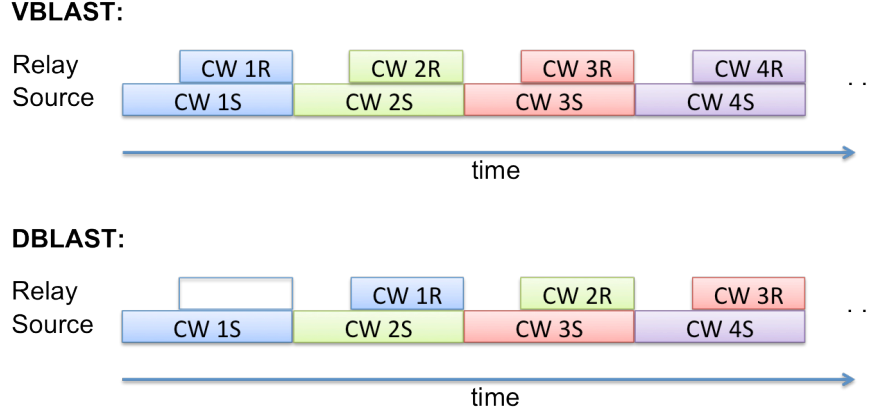 VBLAST:
Relay CW 1R CW 2R CW 3R CW 4R
Source CW 1S CW 2S CW 3S CW 4S . .
time
DBLAST:
Relay CW 1R CW 2R CW 3R
Source CW 1S CW 2S CW 3S CW 4S . .
time